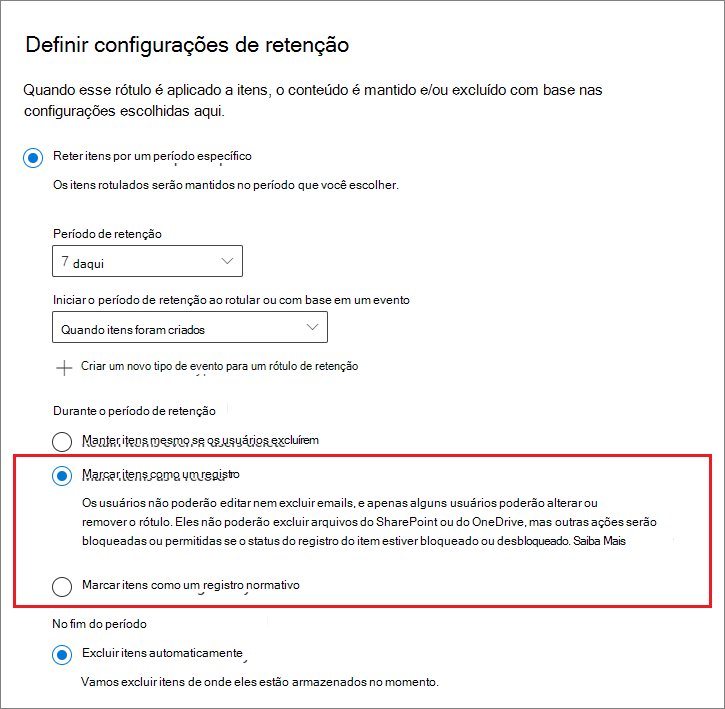 Definir configurações de retenção
Quando esse rótulo é aplicado a itens, o conteúdo é mantido e/ou excluído com base nas
configurações escolhidas aqui.
Reter itens por um período específico
Os itens rotulados serão mantidos no período que você escolher.
Período de retenção
7 daqui
Iniciar o período de retenção ao rotular ou com base em um evento
Quando itens foram criados
Criar um novo tipo de evento para um rótulo de retenção
Durante o período de retenção
Manter itens mesmo se os usuários excluírem
Marcar itens como um registro
Os usuários não poderão editar nem excluir emails, e apenas alguns usuários poderão alterar ou
remover o rótulo. Eles não poderão excluir arquivos do SharePoint ou do OneDrive, mas outras ações serão
bloqueadas ou permitidas se o status do registro do item estiver bloqueado ou desbloqueado. Saiba Mais
Marcar itens como um registro normativo
No fim do período
Excluir itens automaticamente
Vamos excluir itens de onde eles estão armazenados no momento.